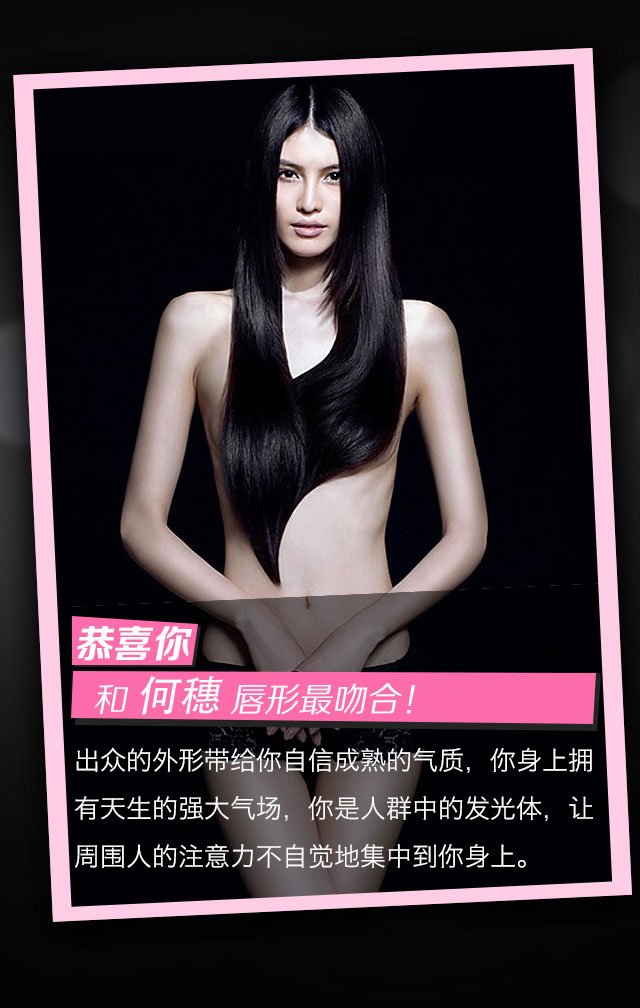 恭喜你
和 何穗 唇形最吻合！
出众的外形带给你自信成熟的气质，你身上拥
有天生的强大气场，你是人群中的发光体，让
周围人的注意力不自觉地集中到你身上。